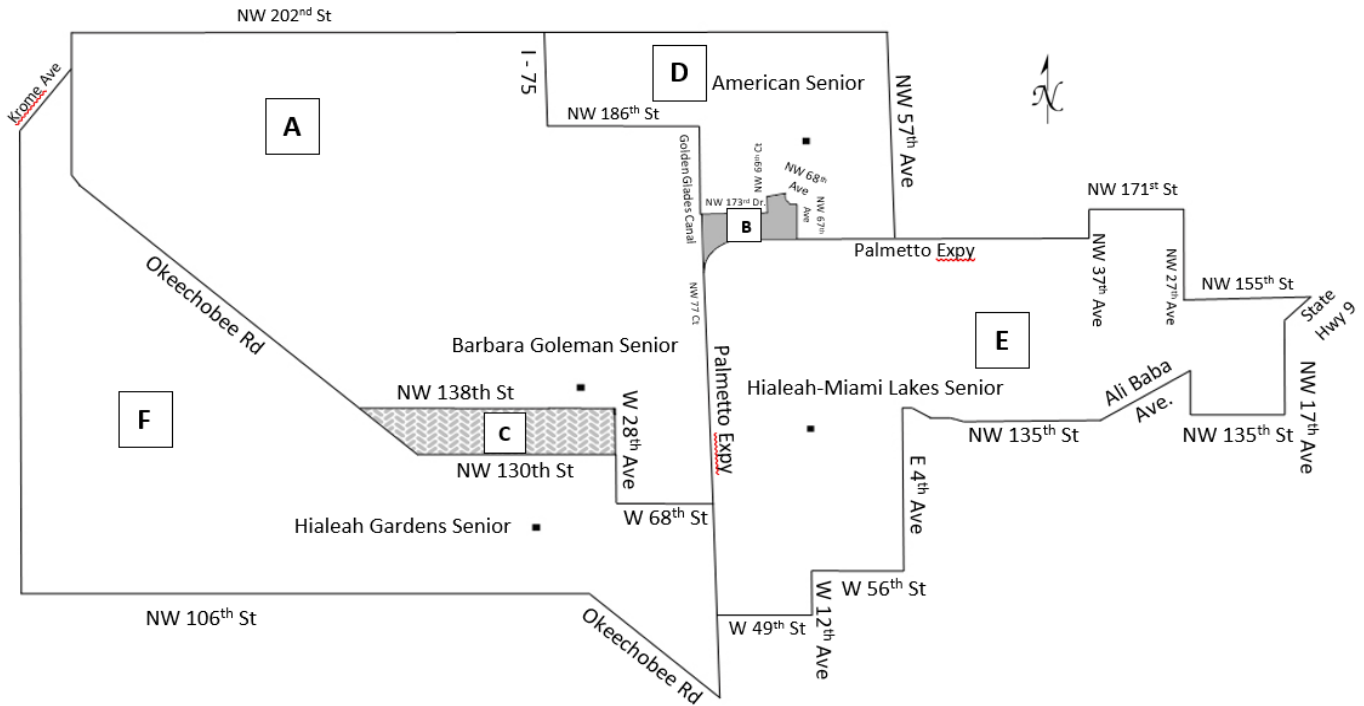 NW 202nd St
Krome Ave
I - 75
D
American Senior
A
NW 186th St
NW 57th Ave
N
Golden Glades Canal
NW 69th Ct
NW 68th
Ave
NW 173rd Dr.
NW 67th
Ave
B
NW 171st St
Palmetto Expy
NW 37th Ave
NW 27th Ave
NW 155th St
State
Hwy 9
Okeechobee Rd
NW 77 Ct
E
Barbara Goleman Senior
Palmetto Expy
Hialeah-Miami Lakes Senior
Ali Baba
Ave.
NW 17th Ave
NW 138th St
F
C
W 28th Ave
NW 135th St
NW 135th St
NW 130th St
E 4th Ave
Hialeah Gardens Senior
W 68th St
W 56th St
W 12th Ave
NW 106th St
W 49th St
Okeechobee Rd